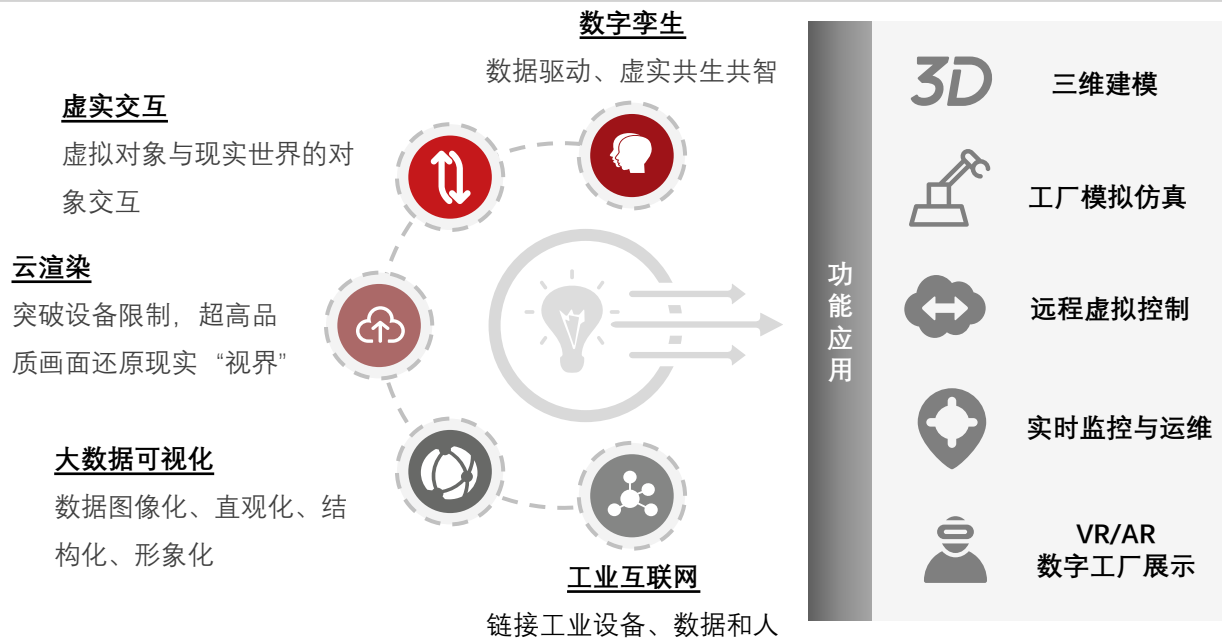 数字孪生
数据驱动、虚实共生共智
虚实交互
虚拟对象与现实世界的对
象交互
云渲染
突破设备限制，超高品
质画面还原现实“视界”
大数据可视化
数据图像化、直观化、结
构化、形象化
工业互联网
链接工业设备、数据和人
功
能
应
用
3D
三维建模
工厂模拟仿真
远程虚拟控制
实时监控与运维
VR/AR
数字工厂展示